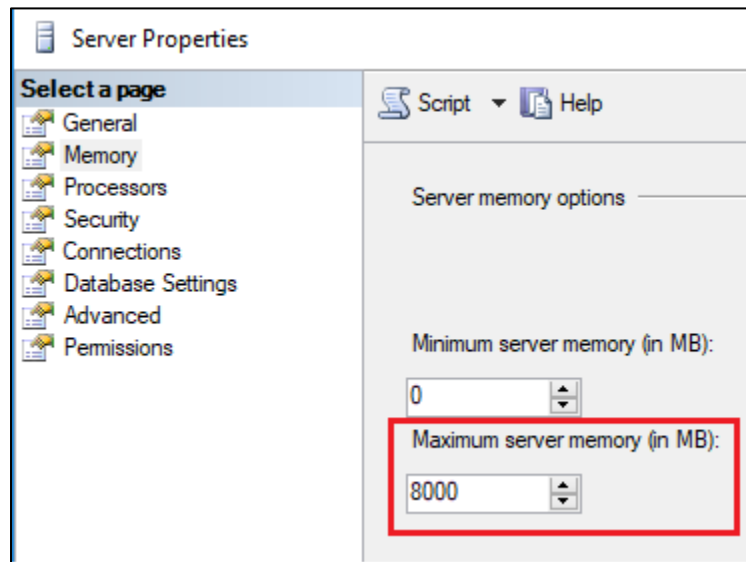 Server Properties
Select a page
General
Memory
Processors
Security
Connections
Database Settings
Advanced
Permissions
Script
Help
Server memory options
Minimum server memory (in MB):
0
Maximum server memory (in MB):
8000